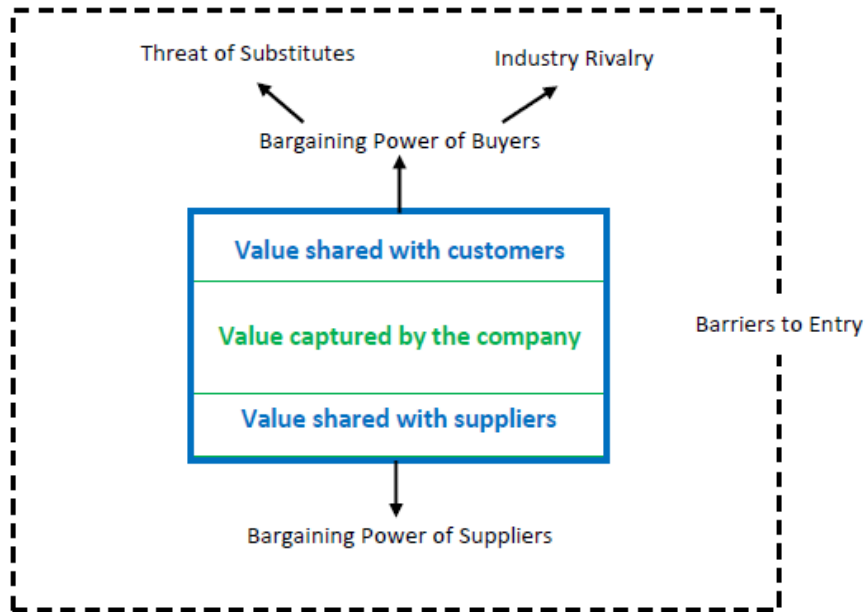 Threat of Substitutes
Industry Rivalry
Bargaining Power of Buyers
Value shared with customers
Value captured by the company
Barriers to Entry
Value shared with suppliers
Bargaining Power of Suppliers